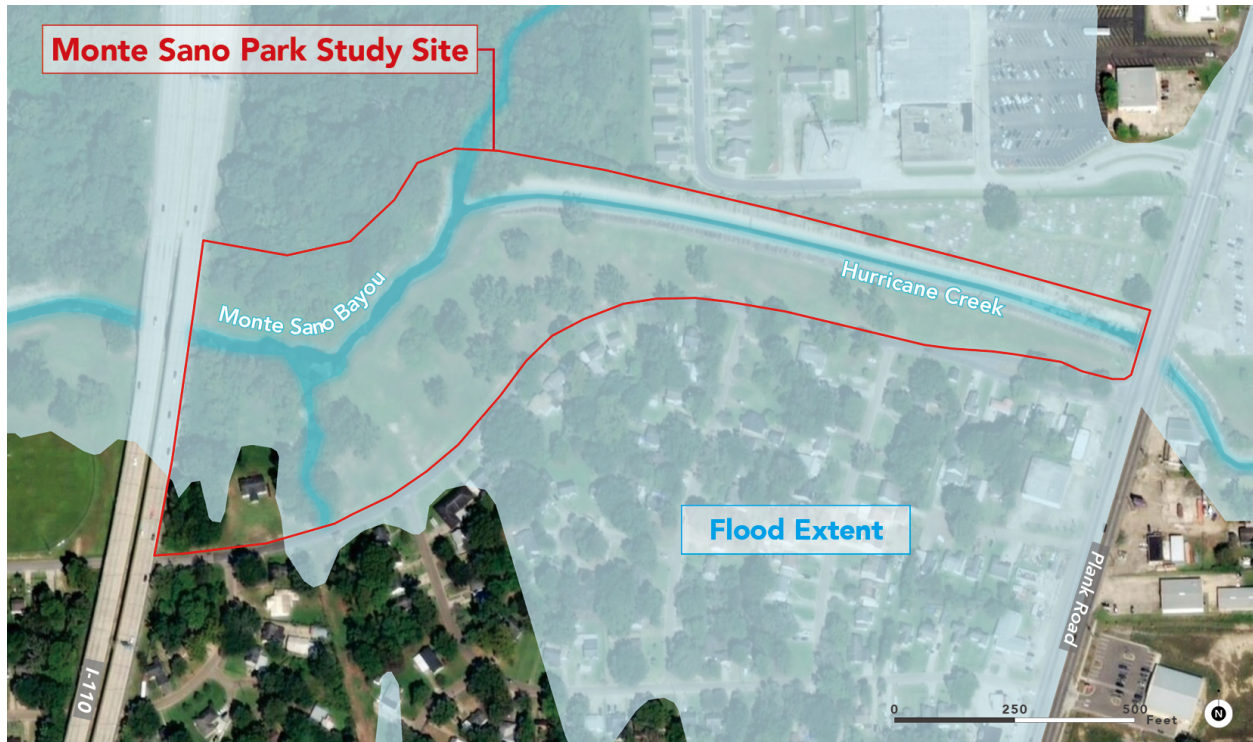 Monte Sano Park Study Site
Hurricane Creek
Monte Sano Bayou
Flood Extent
Plank Road
I-110
0 250 500 Feet
N